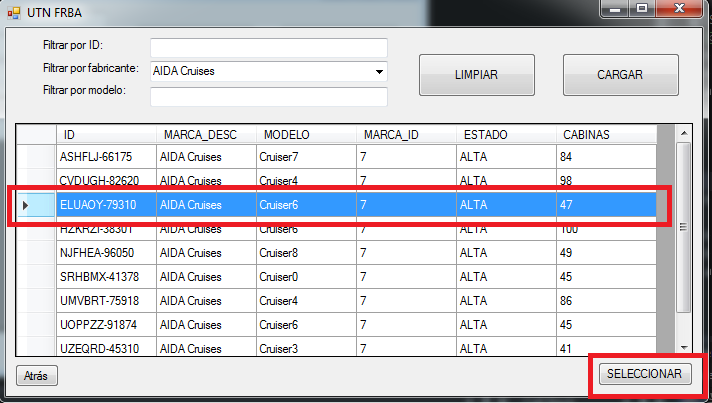 UTN FRBA
Filtrar por ID:
Filtrar por fabricante: AIDA Cruises
Filtrar por modelo:
LIMPIAR CARGAR
ID MARCA_DESC MODELO MARCA_ID ESTADO CABINAS
ASHFLJ-66175 AIDA Cruises Cruiser7 7 ALTA 84
CVDUGH-82620 AIDA Cruises Cruiser4 7 ALTA 98
ELUAOY-79310 AIDA Cruises Cruiser6 7 ALTA 47
HZKRZI-38301 AIDA Cruises Cruiser6 7 ALTA 100
NJFHEA-96050 AIDA Cruises Cruiser8 7 ALTA 49
SRHBMX-41378 AIDA Cruises Cruiser0 7 ALTA 45
UMVBRT-75918 AIDA Cruises Cruiser4 7 ALTA 86
UOPPZZ-91874 AIDA Cruises Cruiser6 7 ALTA 45
UZEQRD-45310 AIDA Cruises Cruiser3 7 ALTA 41
Atrás SELECCIONAR